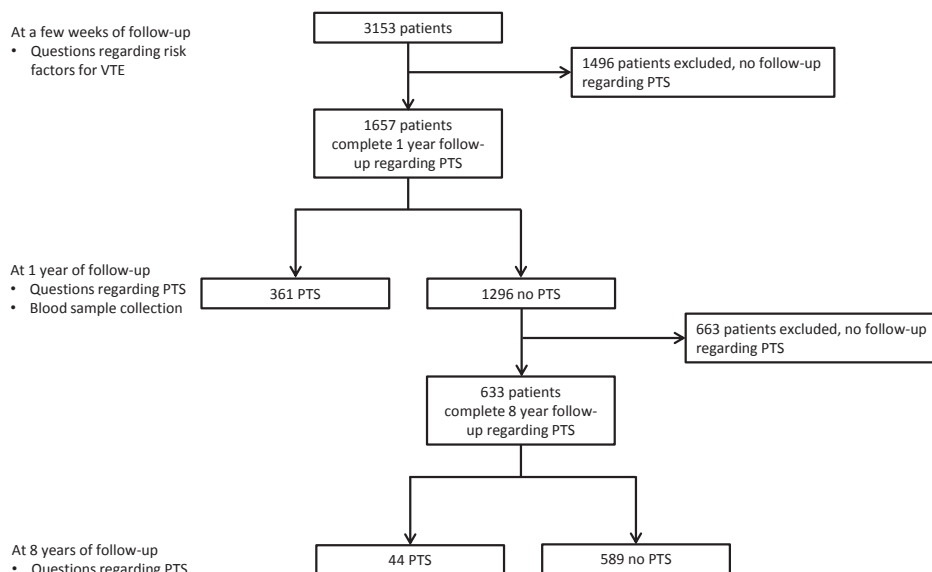 At a few weeks of follow-up
• Questions regarding risk
factors for VTE
3153 patients
1496 patients excluded, no follow-up
regarding PTS
1657 patients
complete 1 year follow-
up regarding PTS
At 1 year of follow-up
• Questions regarding PTS
• Blood sample collection
361 PTS
1296 no PTS
663 patients excluded, no follow-up
regarding PTS
633 patients
complete 8 year follow-
up regarding PTS
At 8 years of follow-up
• Questions regarding PTS
44 PTS
589 no PTS